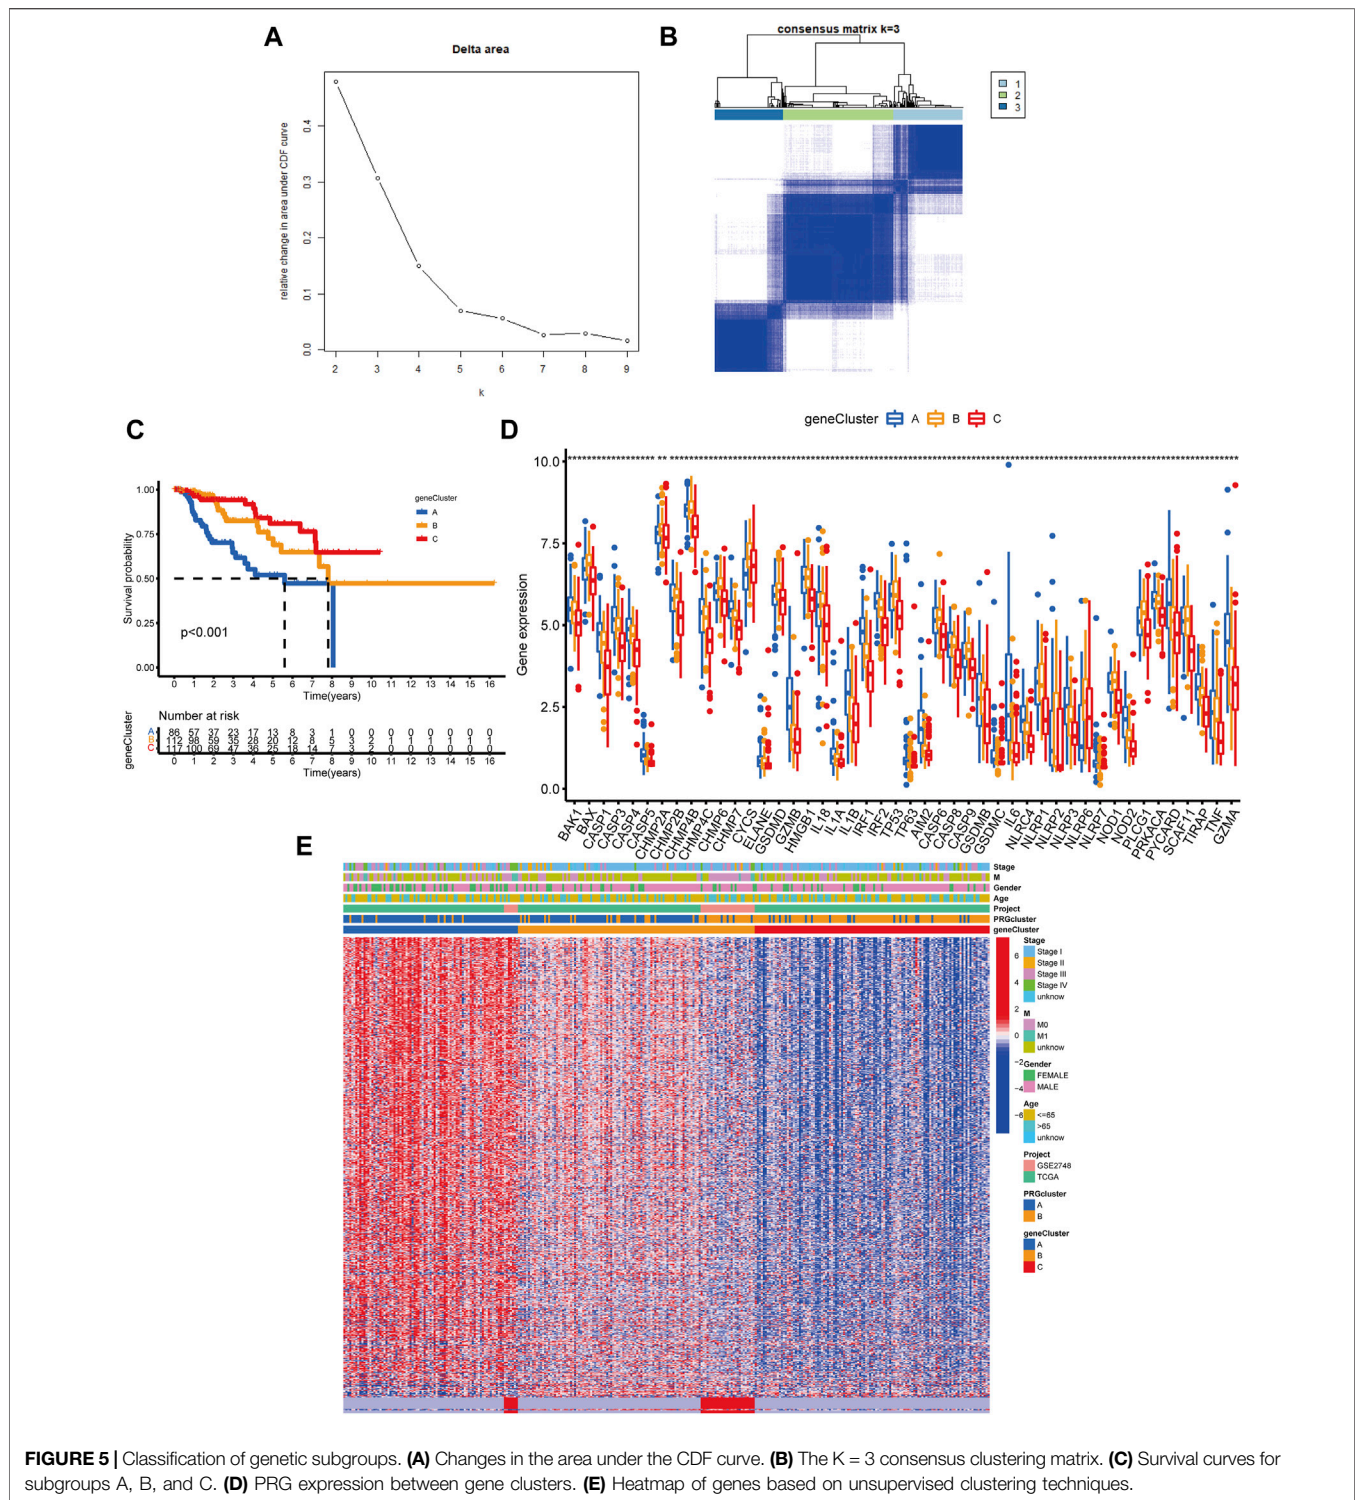 A
Delta area
relative change in area under CDF curve
0.4
0.3
0.2
0.1
0.0
2 3 4 5 6 7 8 9
k
B
consensus matrix k=3
1
2
3
C
geneCluster
A
B
C
Survival probability
1.00
0.75
0.50
0.25
0.00
p<0.001
0 1 2 3 4 5 6 7 8 9 10 11 12 13 14 15 16
Time(years)
Number at risk
geneCluster
A 86 57 37 23 17 13 8 3 1 0 0 0 0 0 0 0 0
B 112 98 59 35 28 20 12 8 5 1 1 1 1
C 117 100 69 47 36 25 18 14 7 3 2 0 0 0 0 0 0
0 1 2 3 4 5 6 7 8 9 10 11 12 13 14 15 16
Time(years)
D
geneCluster A B C
Gene expression
10.0
7.5
5.0
2.5
0.0
BAK1 BAX CASP1 CASP3 CASP4 CASP5 CHMP2A CHMP2B CHMP4B CHMP4C CHMP6 CHMP7 CYCS ELANE GSDMD GZMB HMGB1 IL18 IL1A IL1B IRF1 IRF2 TP53 TP63 AIM2 CASP6 CASP8 CASP9 GSDMB GSDMC IL6 NLRC4 NLRP1 NLRP2 NLRP3 NLRP6 NLRP7 NOD1 NOD2 PLCG1 PRKACA PYCARD SCAF11 TIRAP TNF GZMA
E
Stage
M
Gender
Age
Project
PRGcluster
geneCluster
6
4
2
0
−2
−4
−6
Stage
Stage I
Stage II
Stage III
Stage IV
unknow
M
M0
M1
unknow
Gender
FEMALE
MALE
Age
<=65
>65
unknow
Project
GSE2748
TCGA
PRGcluster
A
B
geneCluster
A
B
C
FIGURE 5 | Classification of genetic subgroups. (A) Changes in the area under the CDF curve. (B) The K = 3 consensus clustering matrix. (C) Survival curves for
subgroups A, B, and C. (D) PRG expression between gene clusters. (E) Heatmap of genes based on unsupervised clustering techniques.